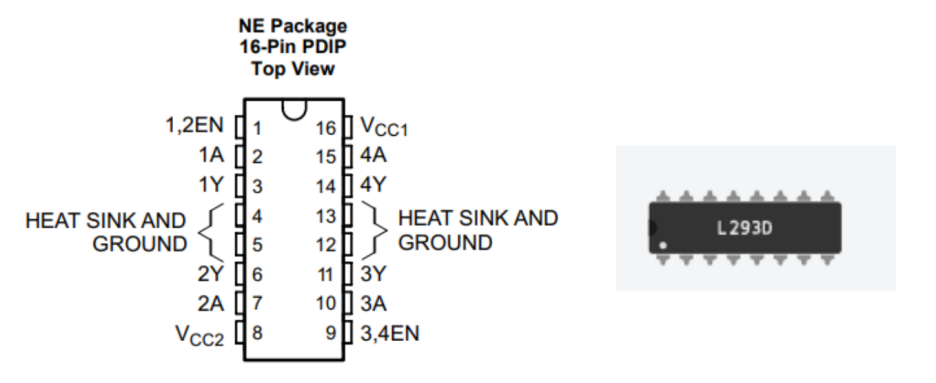 NE Package
16-Pin PDIP
Top View
1,2EN 1 16 VCC1
1A 2 15 4A
1Y 3 14 4Y
HEAT SINK AND GROUND 4 13 HEAT SINK AND GROUND
5 12
2Y 6 11 3Y
2A 7 10 3A
VCC2 8 9 3,4EN
L293D